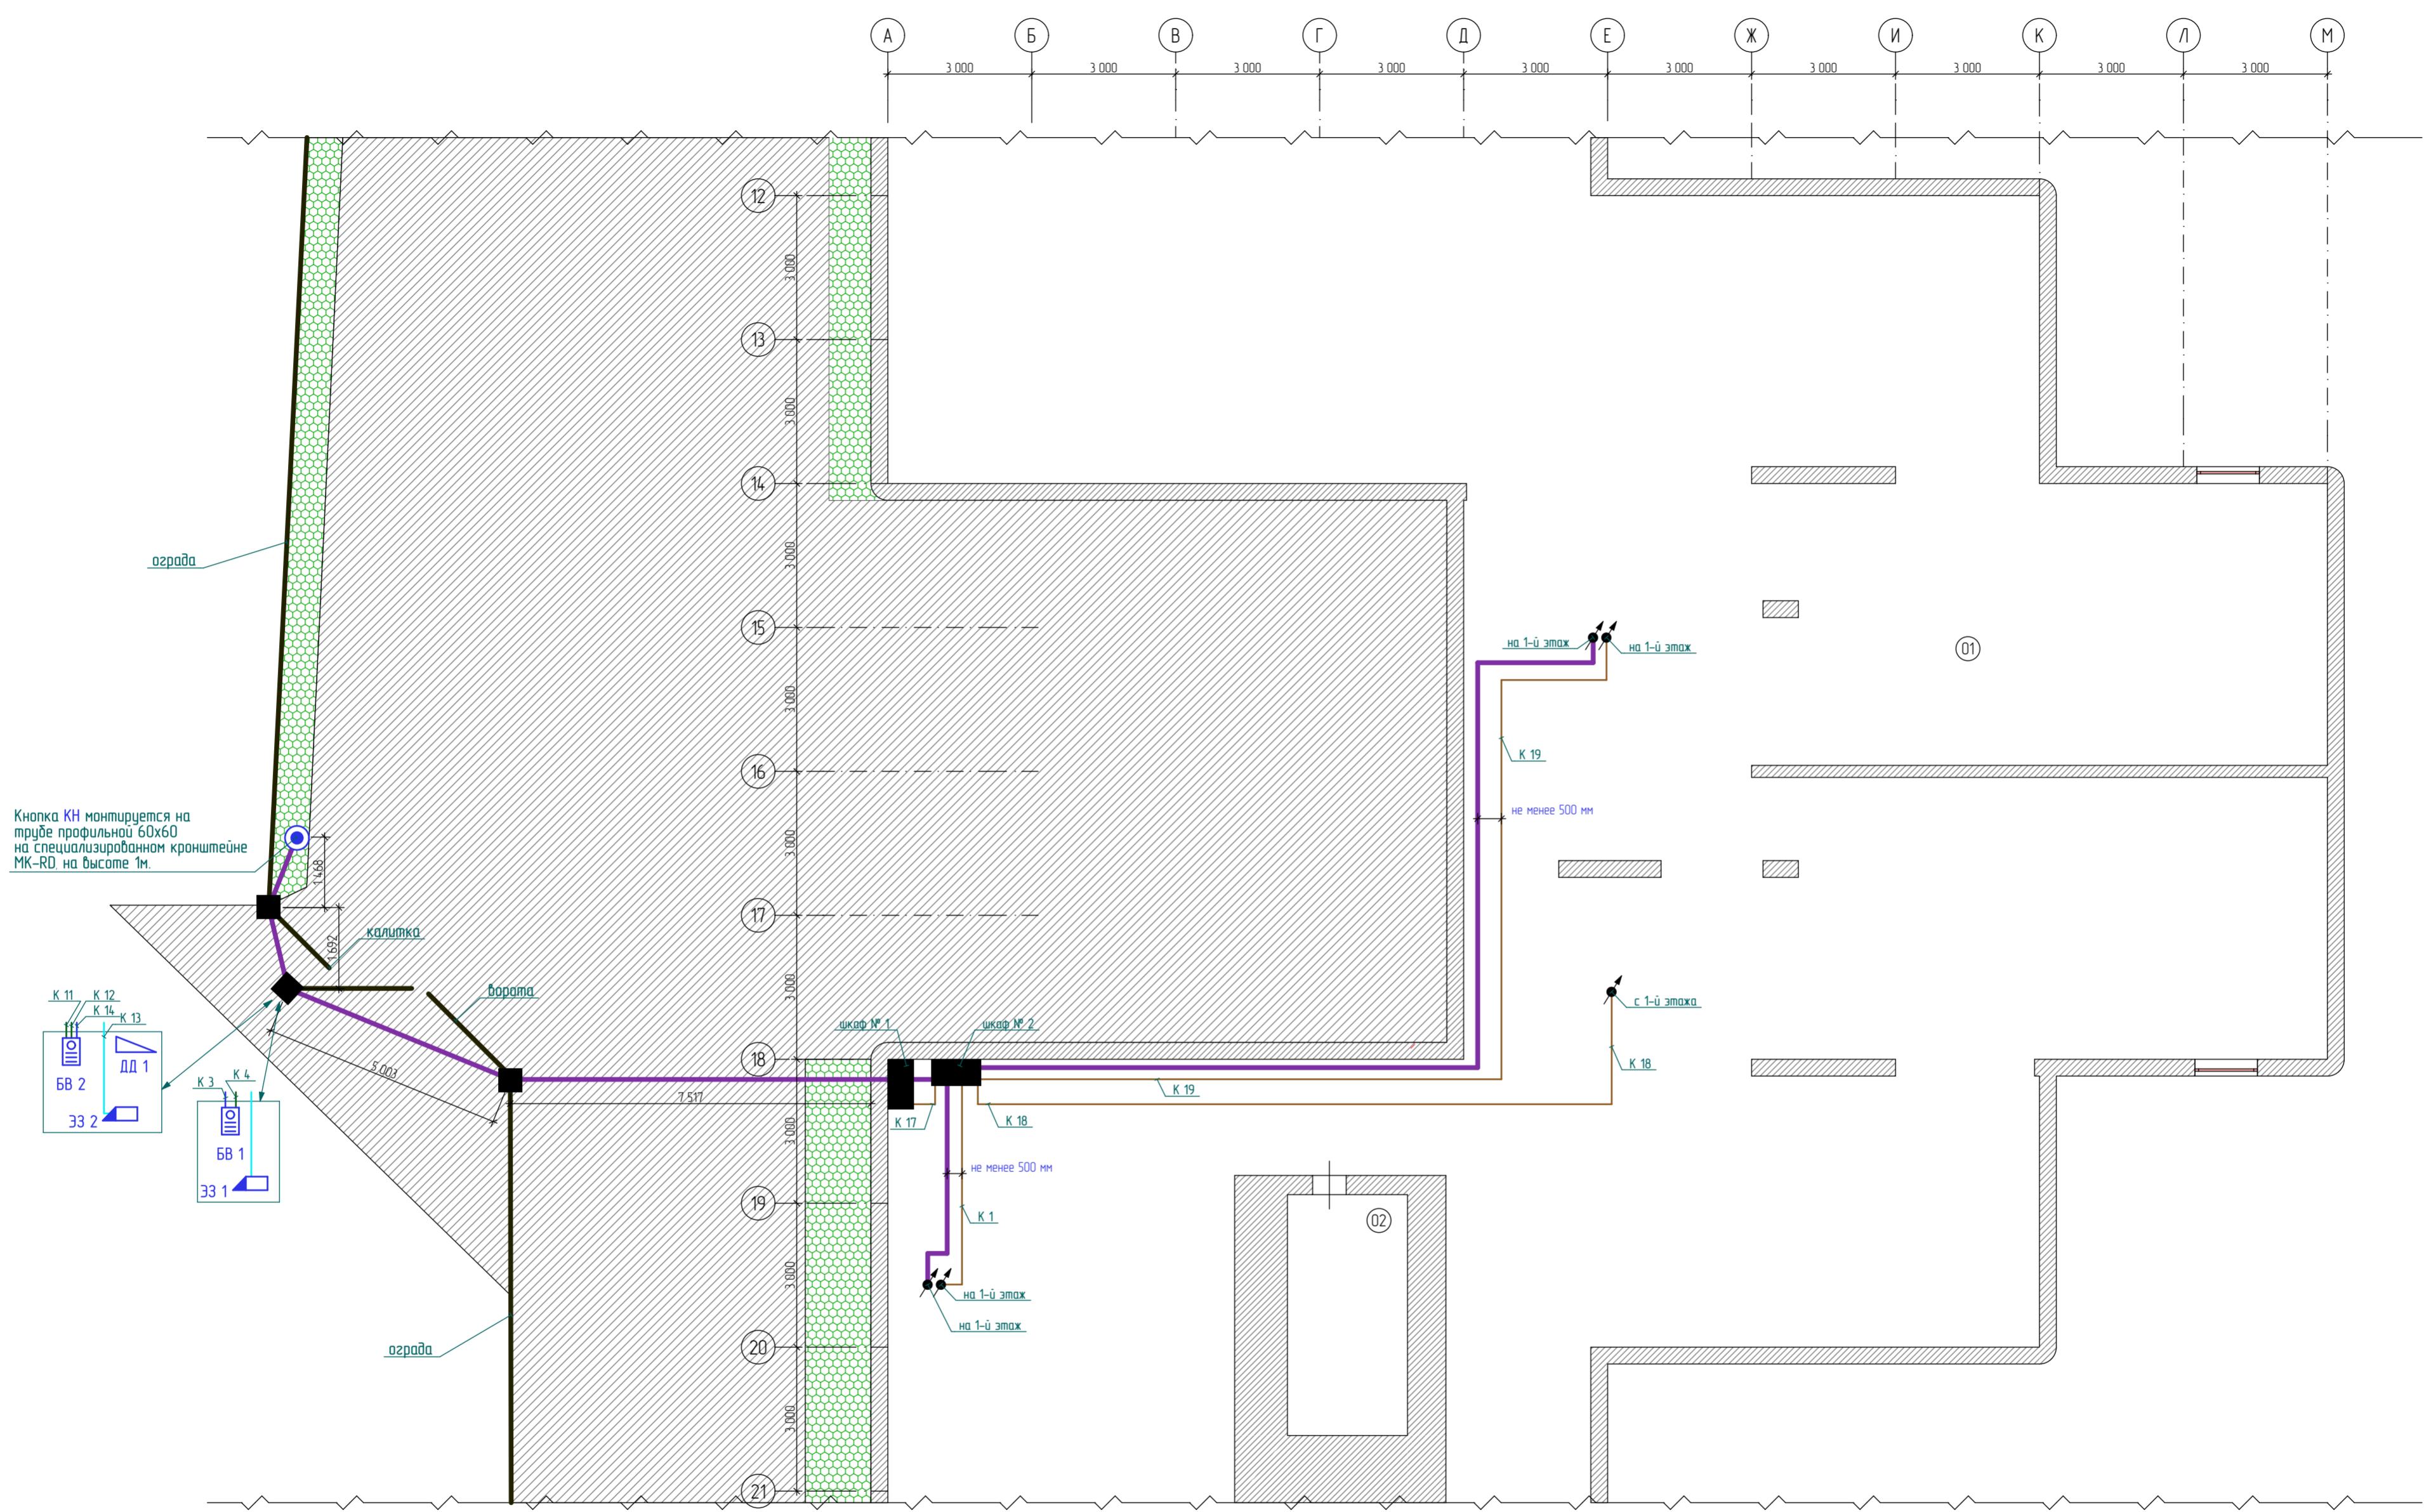 А Б В Г Д Е Ж И К Л М
3 000 3 000 3 000 3 000 3 000 3 000 3 000 3 000 3 000 3 000
12
3 000
13
3 000
14
3 000
15
3 000
16
3 000
17
3 000
18
3 000
19
3 000
20
3 000
21
ограда
Кнопка КН монтируется на
трубе профильной 60х60
на специализированном кронштейне
MK-RD, на высоте 1м.
1 468
1 692
калитка
ворота
К 11
К 12
К 14
К 13
БВ 2
ДД 1
ЭЗ 2
К 3
К 4
БВ 1
ЭЗ 1
5 003
7 517
ограда
шкаф № 1
шкаф № 2
К 17
К 18
К 19
не менее 500 мм
К 1
на 1-й этаж
на 1-й этаж
на 1-й этаж
на 1-й этаж
К 19
не менее 500 мм
с 1-й этажа
К 18
01
02